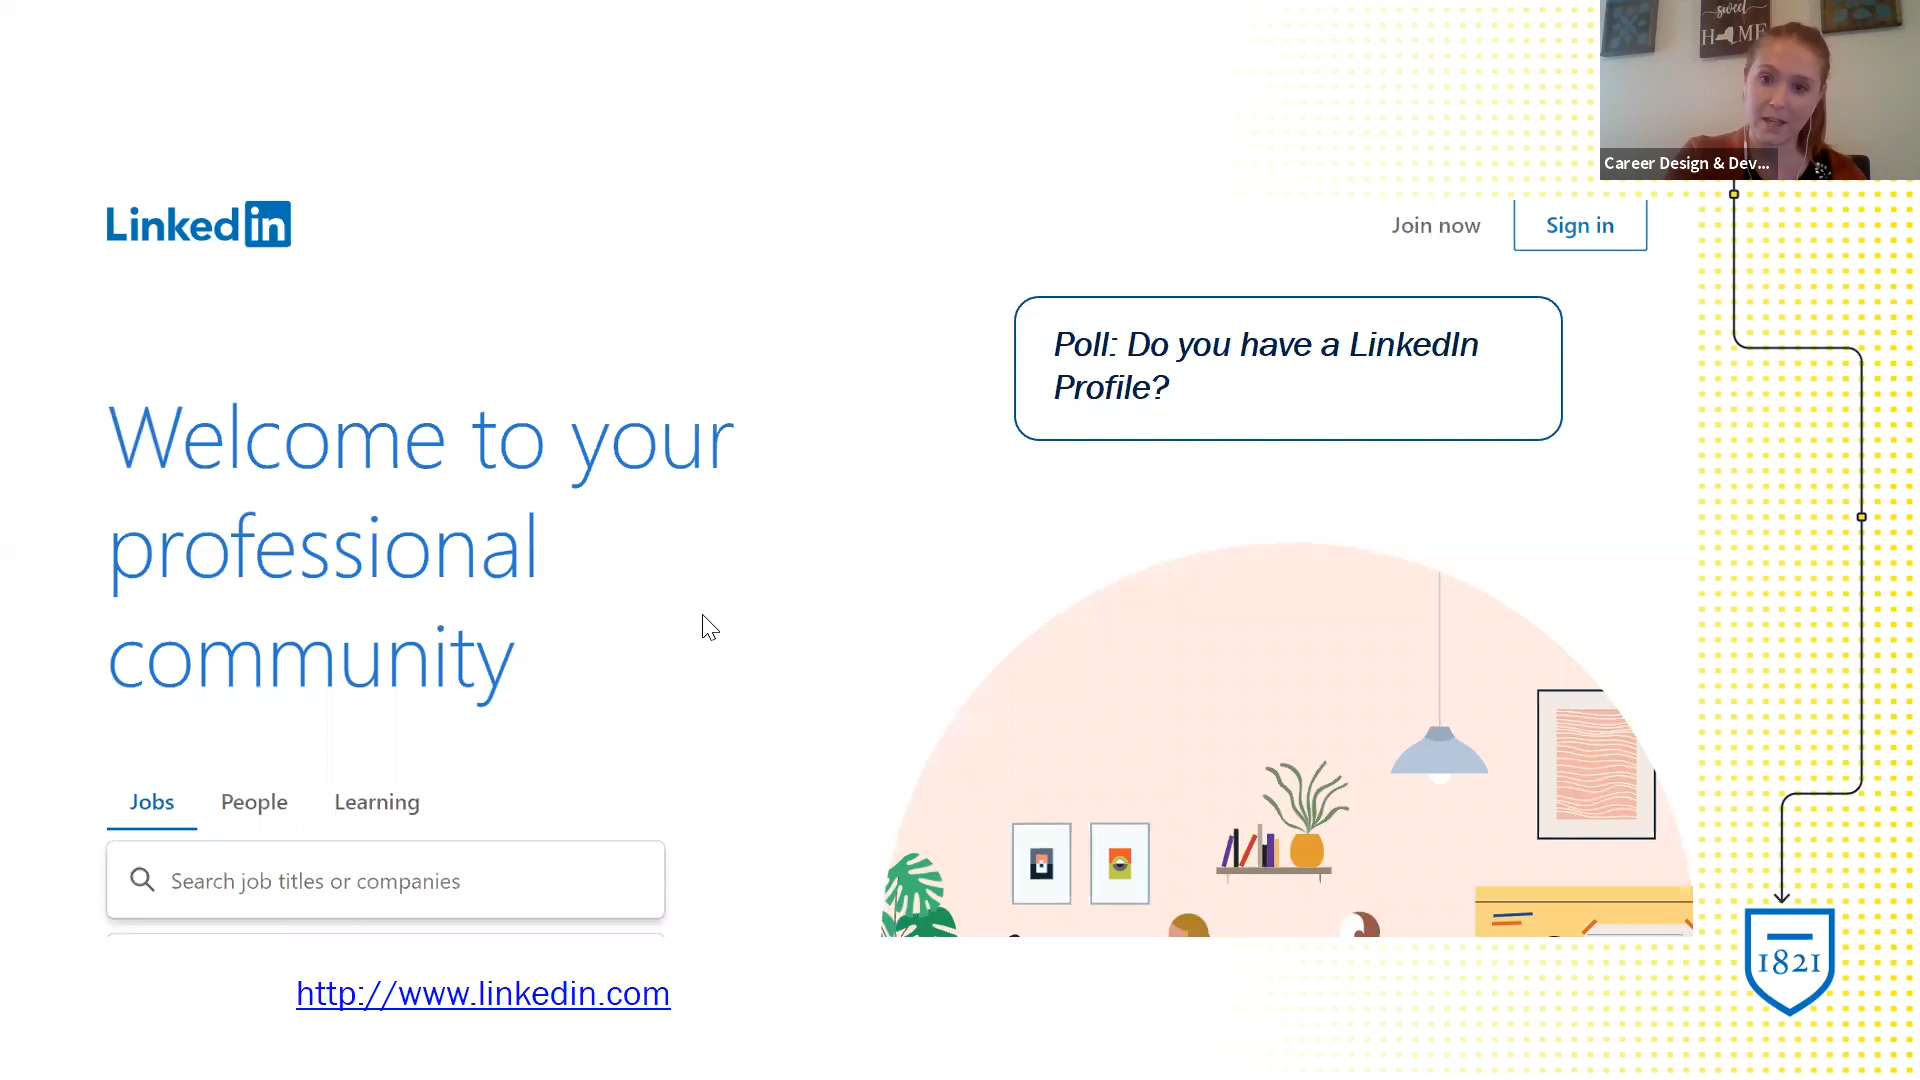 sweet
HOME
Career Design & Dev...
Linkedin
Join now
Sign in
Poll: Do you have a LinkedIn
Profile?
Welcome to your
professional
community
Jobs
People
Learning
Search job titles or companies
http://www.linkedin.com
1821